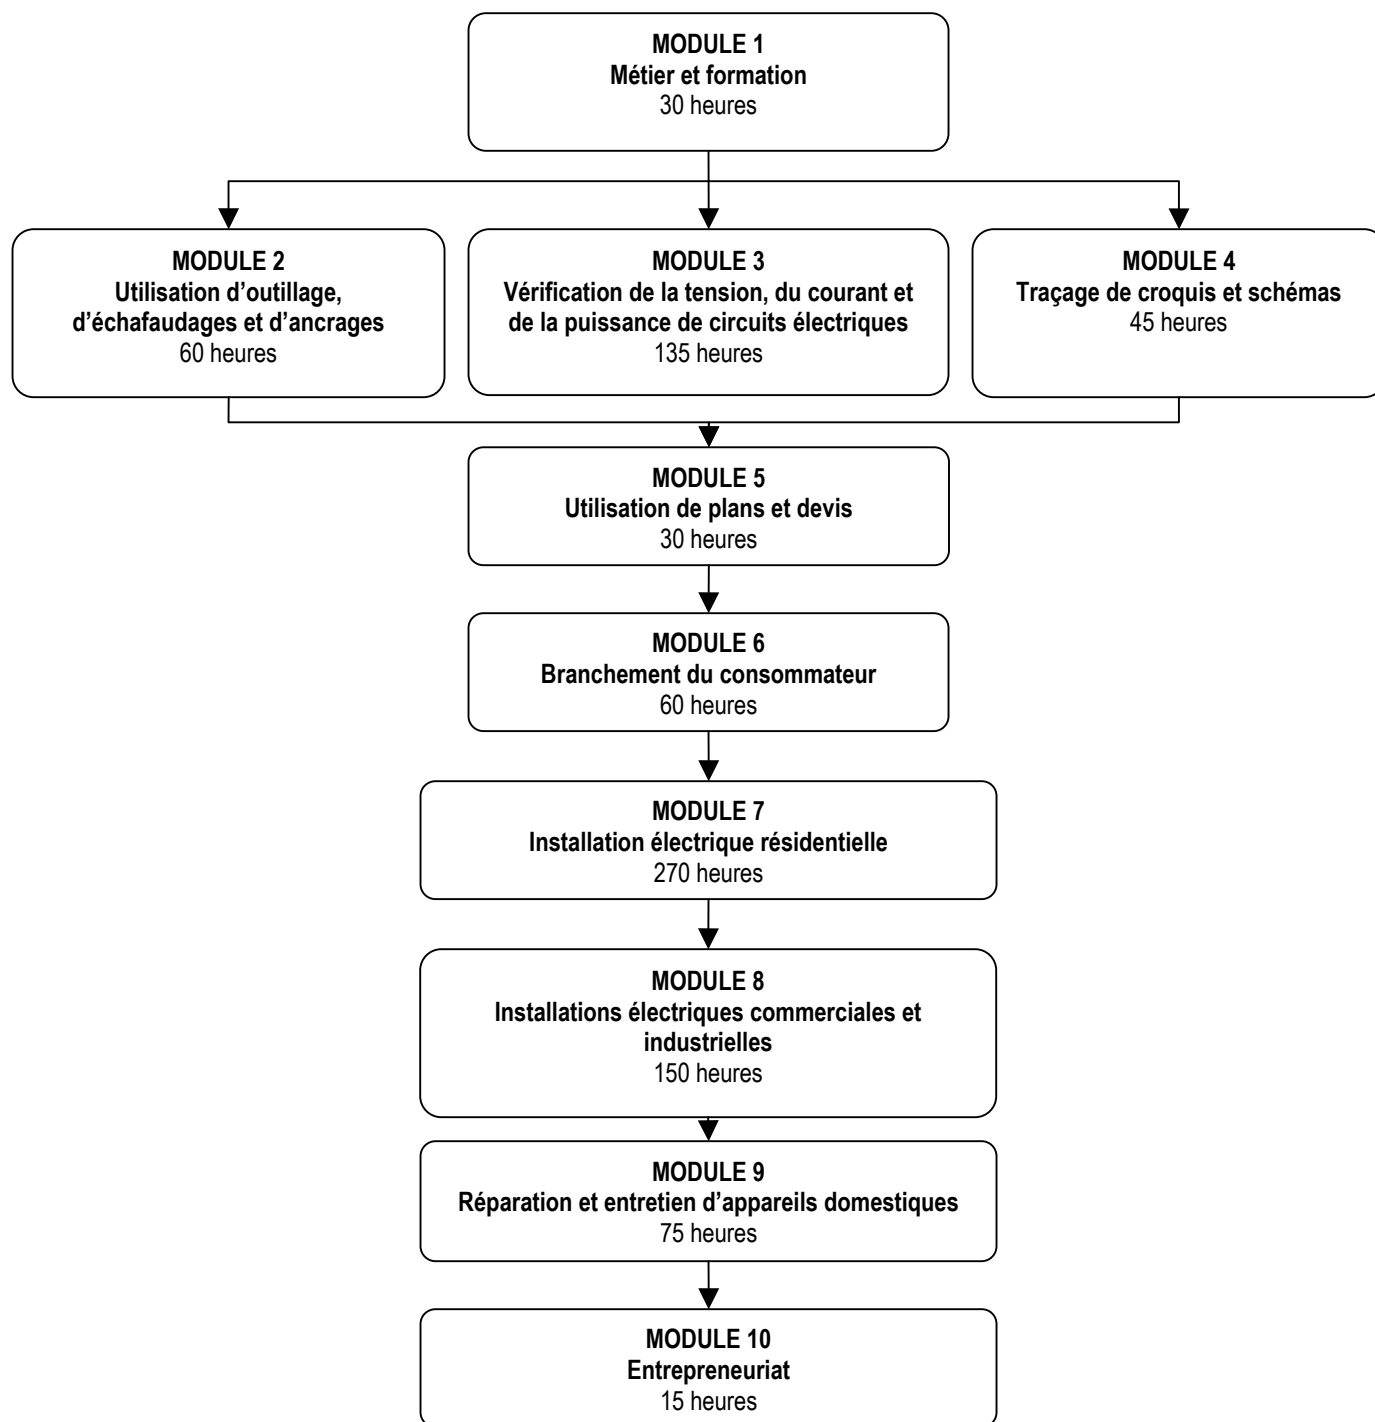 MODULE 1
Métier et formation
30 heures
MODULE 2
Utilisation d’outillage,
d’échafaudages et d’ancrages
60 heures
MODULE 3
Vérification de la tension, du courant et
de la puissance de circuits électriques
135 heures
MODULE 4
Traçage de croquis et schémas
45 heures
MODULE 5
Utilisation de plans et devis
30 heures
MODULE 6
Branchement du consommateur
60 heures
MODULE 7
Installation électrique résidentielle
270 heures
MODULE 8
Installations électriques commerciales et
industrielles
150 heures
MODULE 9
Réparation et entretien d’appareils domestiques
75 heures
MODULE 10
Entrepreneuriat
15 heures